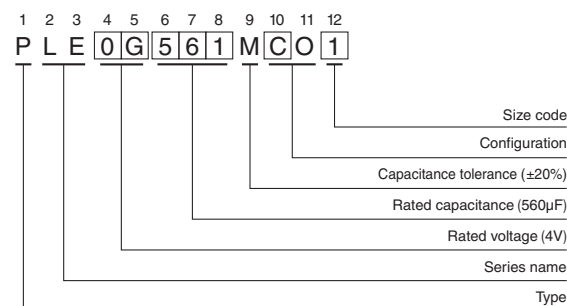 1 2 3 4 5 6 7 8 9 10 11 12
P L E 0 G 5 6 1 M C O 1
Size code
Configuration
Capacitance tolerance (±20%)
Rated capacitance (560µF)
Rated voltage (4V)
Series name
Type